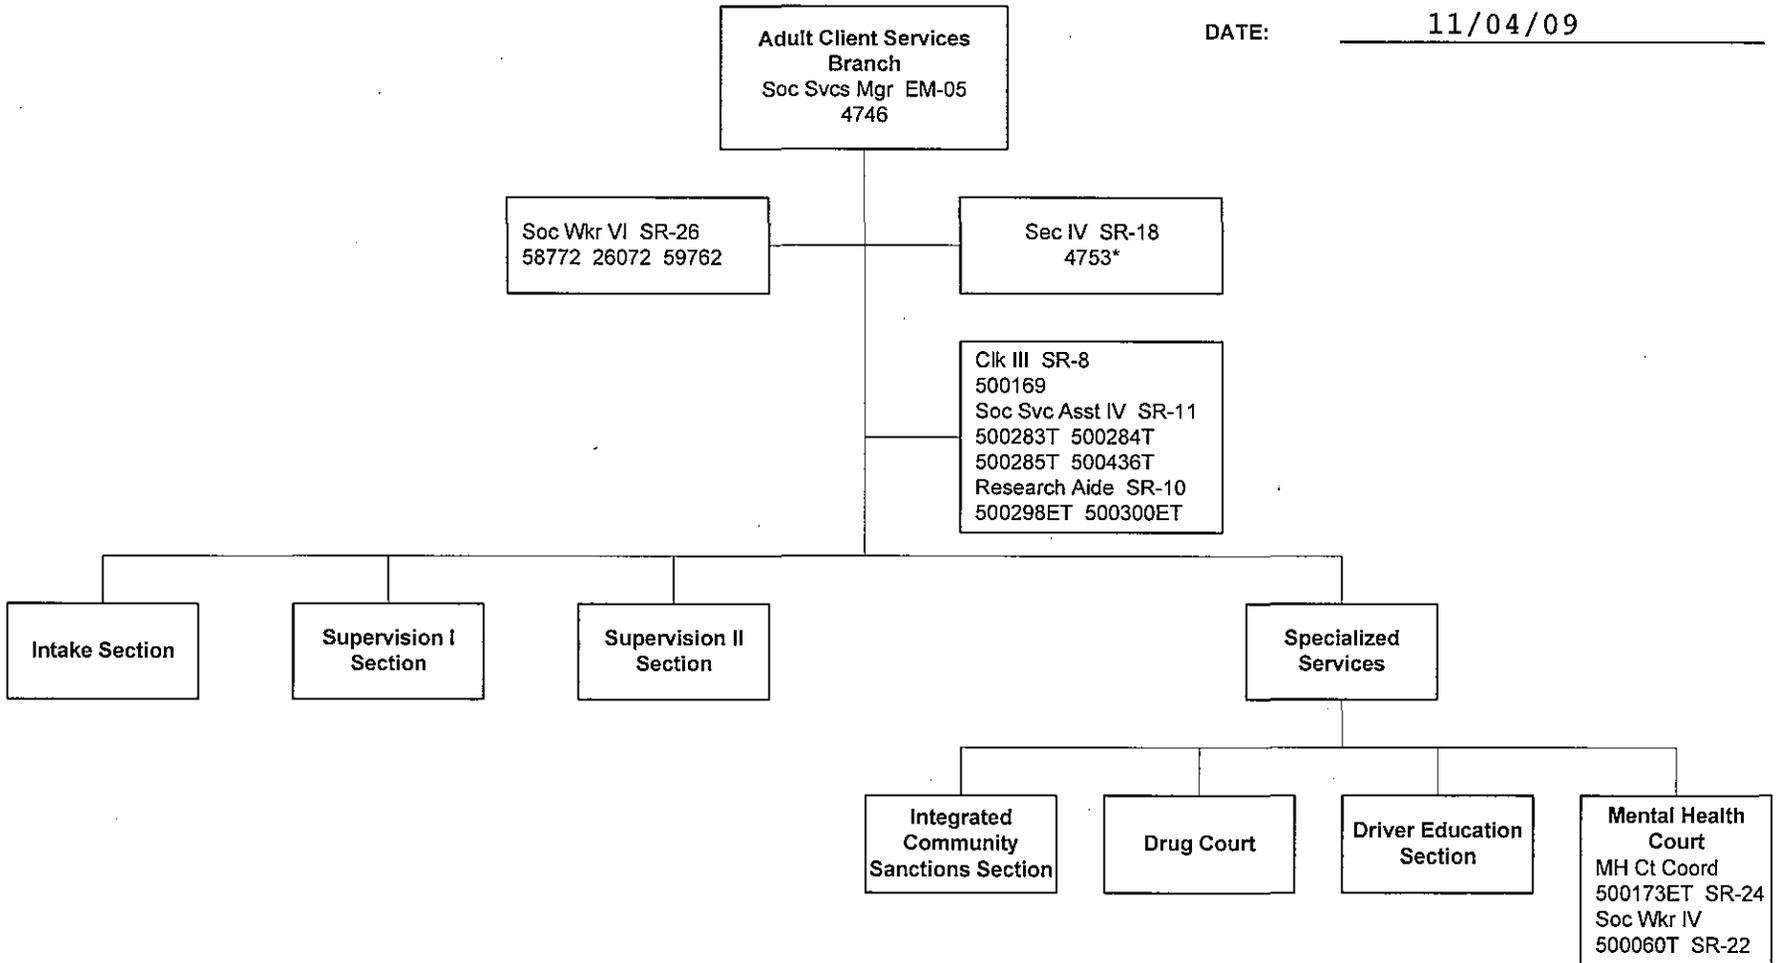 DATE: 11/04/09
Adult Client Services
Branch
Soc Svcs Mgr EM-05
4746
Soc Wkr VI SR-26
58772 26072 59762
Sec IV SR-18
4753*
Clk III SR-8
500169
Soc Svc Asst IV SR-11
500283T 500284T
500285T 500436T
Research Aide SR-10
500298ET 500300ET
Intake Section
Supervision I
Section
Supervision II
Section
Specialized
Services
Integrated
Community
Sanctions Section
Drug Court
Driver Education
Section
Mental Health
Court
MH Ct Coord
500173ET SR-24
Soc Wkr IV
500060T SR-22